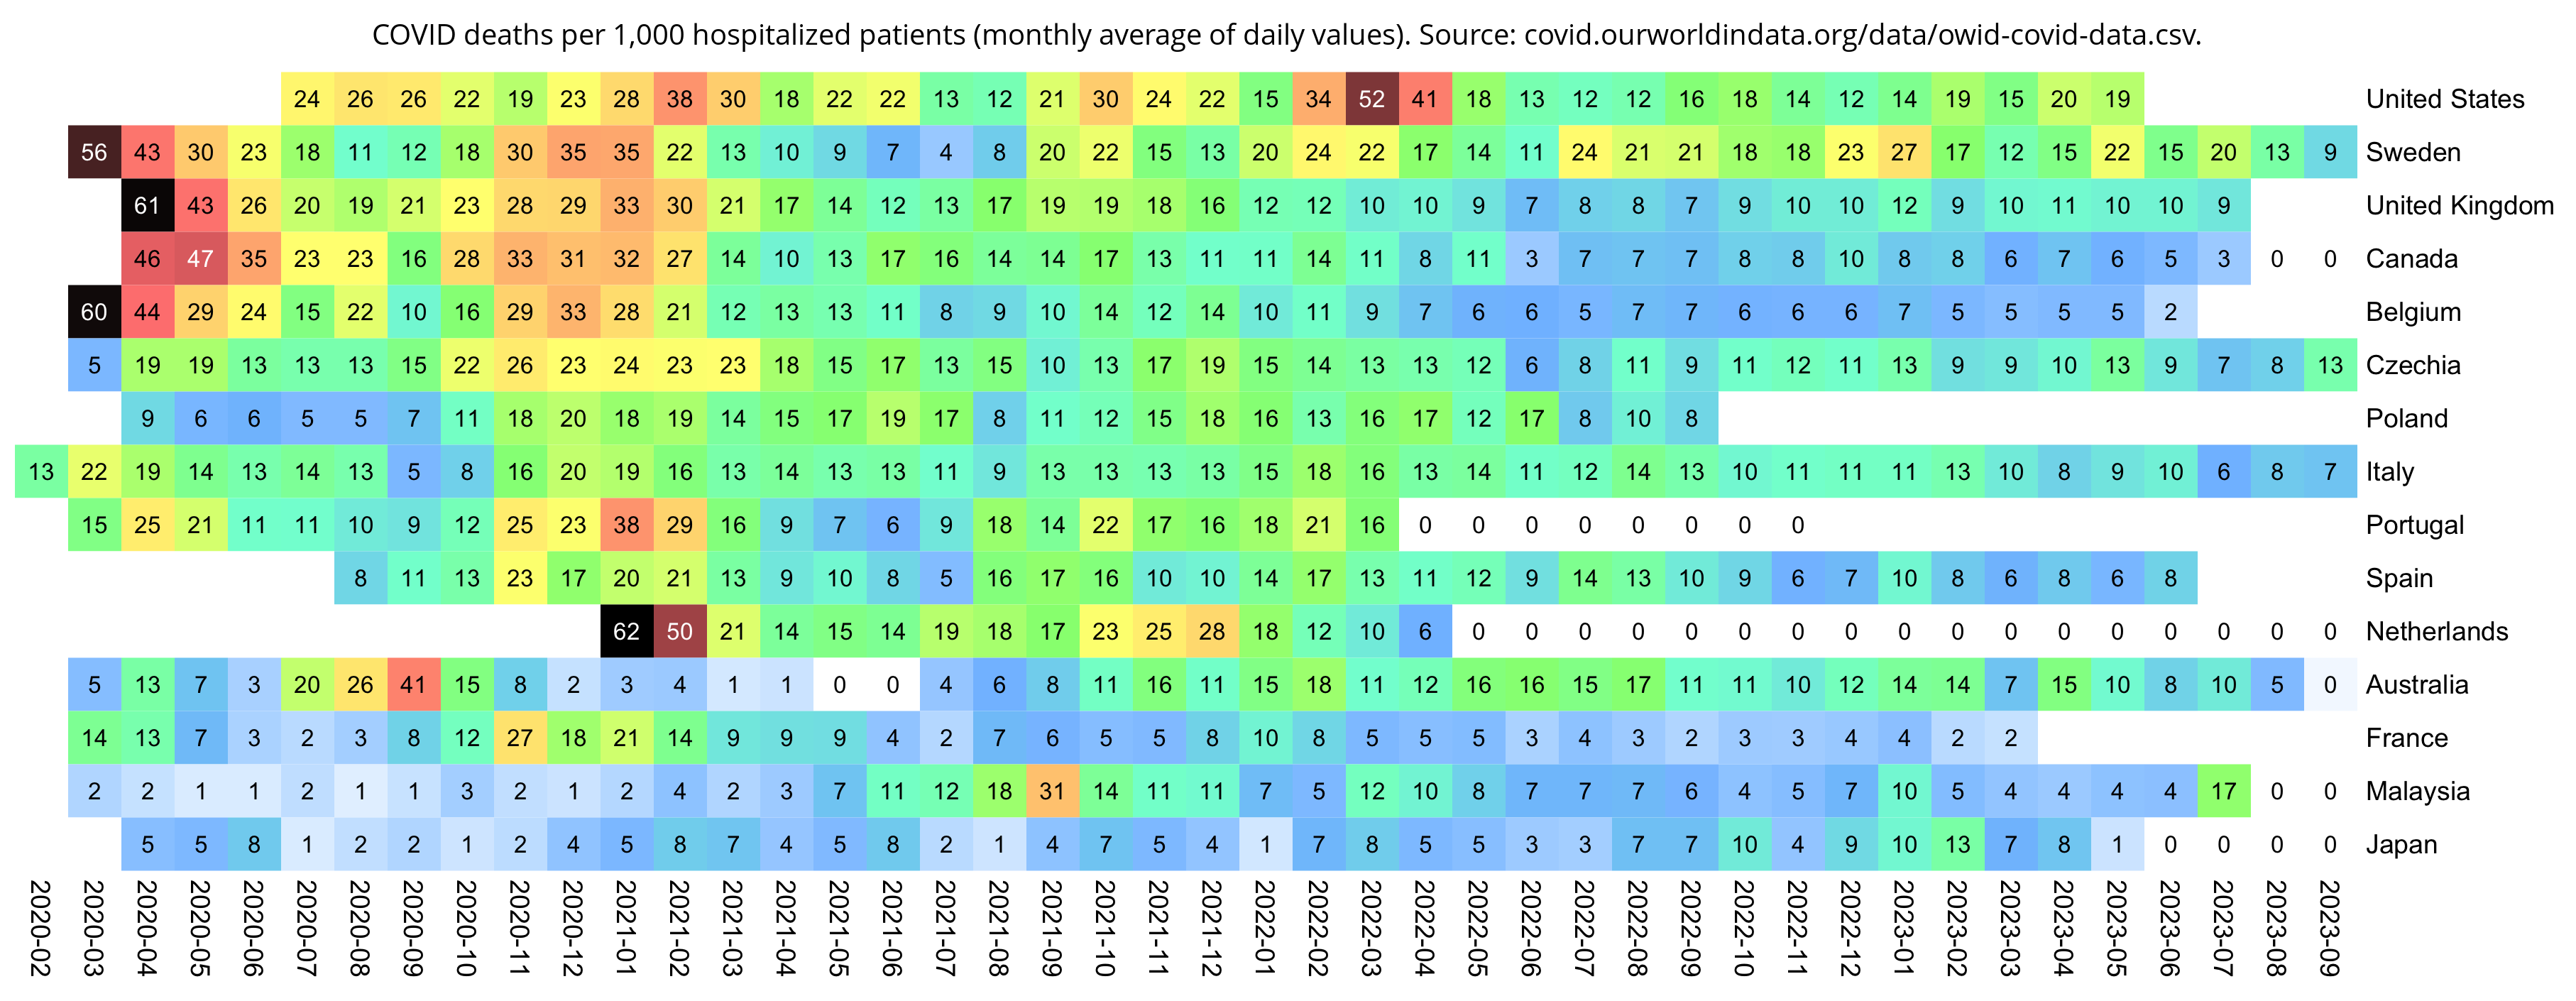 COVID deaths per 1,000 hospitalized patients (monthly average of daily values). Source: covid.ourworldindata.org/data/owid-covid-data.csv.
24 26 26 22 19 23 28 38 30 18 22 22 13 12 21 30 24 22 15 34 52 41 18 13 12 12 16 18 14 12 14 19 15 20 19 United States
56 43 30 23 18 11 12 18 30 35 35 22 13 10 9 7 4 8 20 22 15 13 20 24 22 17 14 11 24 21 21 18 18 23 27 17 12 15 22 15 20 13 9 Sweden
61 43 26 20 19 21 23 28 29 33 30 21 17 14 12 13 17 19 19 18 16 12 12 10 10 9 7 8 8 7 9 10 10 12 9 10 11 10 10 9 United Kingdom
46 47 35 23 23 16 28 33 31 32 27 14 10 13 17 16 14 14 17 13 11 11 14 11 8 11 3 7 7 7 8 8 10 8 8 6 7 6 5 3 0 0 Canada
60 44 29 24 15 22 10 16 29 33 28 21 12 13 13 11 8 9 10 14 12 14 10 11 9 7 6 6 5 7 7 6 6 6 7 5 5 5 5 2 Belgium
5 19 19 13 13 13 15 22 26 23 24 23 23 18 15 17 13 15 10 13 17 19 15 14 13 13 12 6 8 11 9 11 12 11 13 9 9 10 13 9 7 8 13 Czechia
9 6 6 5 5 7 11 18 20 18 19 14 15 17 19 17 8 11 12 15 18 16 13 16 17 12 17 8 10 8 Poland
13 22 19 14 13 14 13 5 8 16 20 19 16 13 14 13 13 11 9 13 13 13 13 15 18 16 13 14 11 12 14 13 10 11 11 11 13 10 8 9 10 6 8 7 Italy
15 25 21 11 11 10 9 12 25 23 38 29 16 9 7 6 9 18 14 22 17 16 18 21 16 0 0 0 0 0 0 0 0 Portugal
8 11 13 23 17 20 21 13 9 10 8 5 16 17 16 10 10 14 17 13 11 12 9 14 13 10 9 6 7 10 8 6 8 6 8 Spain
62 50 21 14 15 14 19 18 17 23 25 28 18 12 10 6 0 0 0 0 0 0 0 0 0 0 0 0 0 0 0 0 0 Netherlands
5 13 7 3 20 26 41 15 8 2 3 4 1 1 0 0 4 6 8 11 16 11 15 18 11 12 16 16 15 17 11 11 10 12 14 14 7 15 10 8 10 5 0 Australia
14 13 7 3 2 3 8 12 27 18 21 14 9 9 9 4 2 7 6 5 5 8 10 8 5 5 5 3 4 3 2 3 3 4 4 2 2 France
2 2 1 1 2 1 1 3 2 1 2 4 2 3 7 11 12 18 31 14 11 11 7 5 12 10 8 7 7 7 6 4 5 7 10 5 4 4 4 4 17 0 0 Malaysia
5 5 8 1 2 2 1 2 4 5 8 7 4 5 8 2 1 4 7 5 4 1 7 8 5 5 3 3 7 7 10 4 9 10 13 7 8 1 0 0 0 0 Japan
2020-02 2020-03 2020-04 2020-05 2020-06 2020-07 2020-08 2020-09 2020-10 2020-11 2020-12 2021-01 2021-02 2021-03 2021-04 2021-05 2021-06 2021-07 2021-08 2021-09 2021-10 2021-11 2021-12 2022-01 2022-02 2022-03 2022-04 2022-05 2022-06 2022-07 2022-08 2022-09 2022-10 2022-11 2022-12 2023-01 2023-02 2023-03 2023-04 2023-05 2023-06 2023-07 2023-08 2023-09